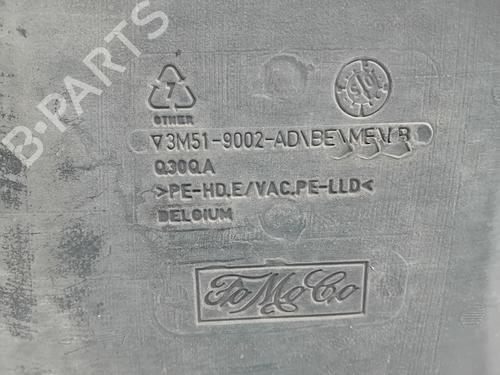 B-PARTS
7
OTHER
▽3M51-9002-AD\BE\ME\
Q30QA
>PE-HD.E/VAC.PE-LLD<
BELGIUM
FoMoCo